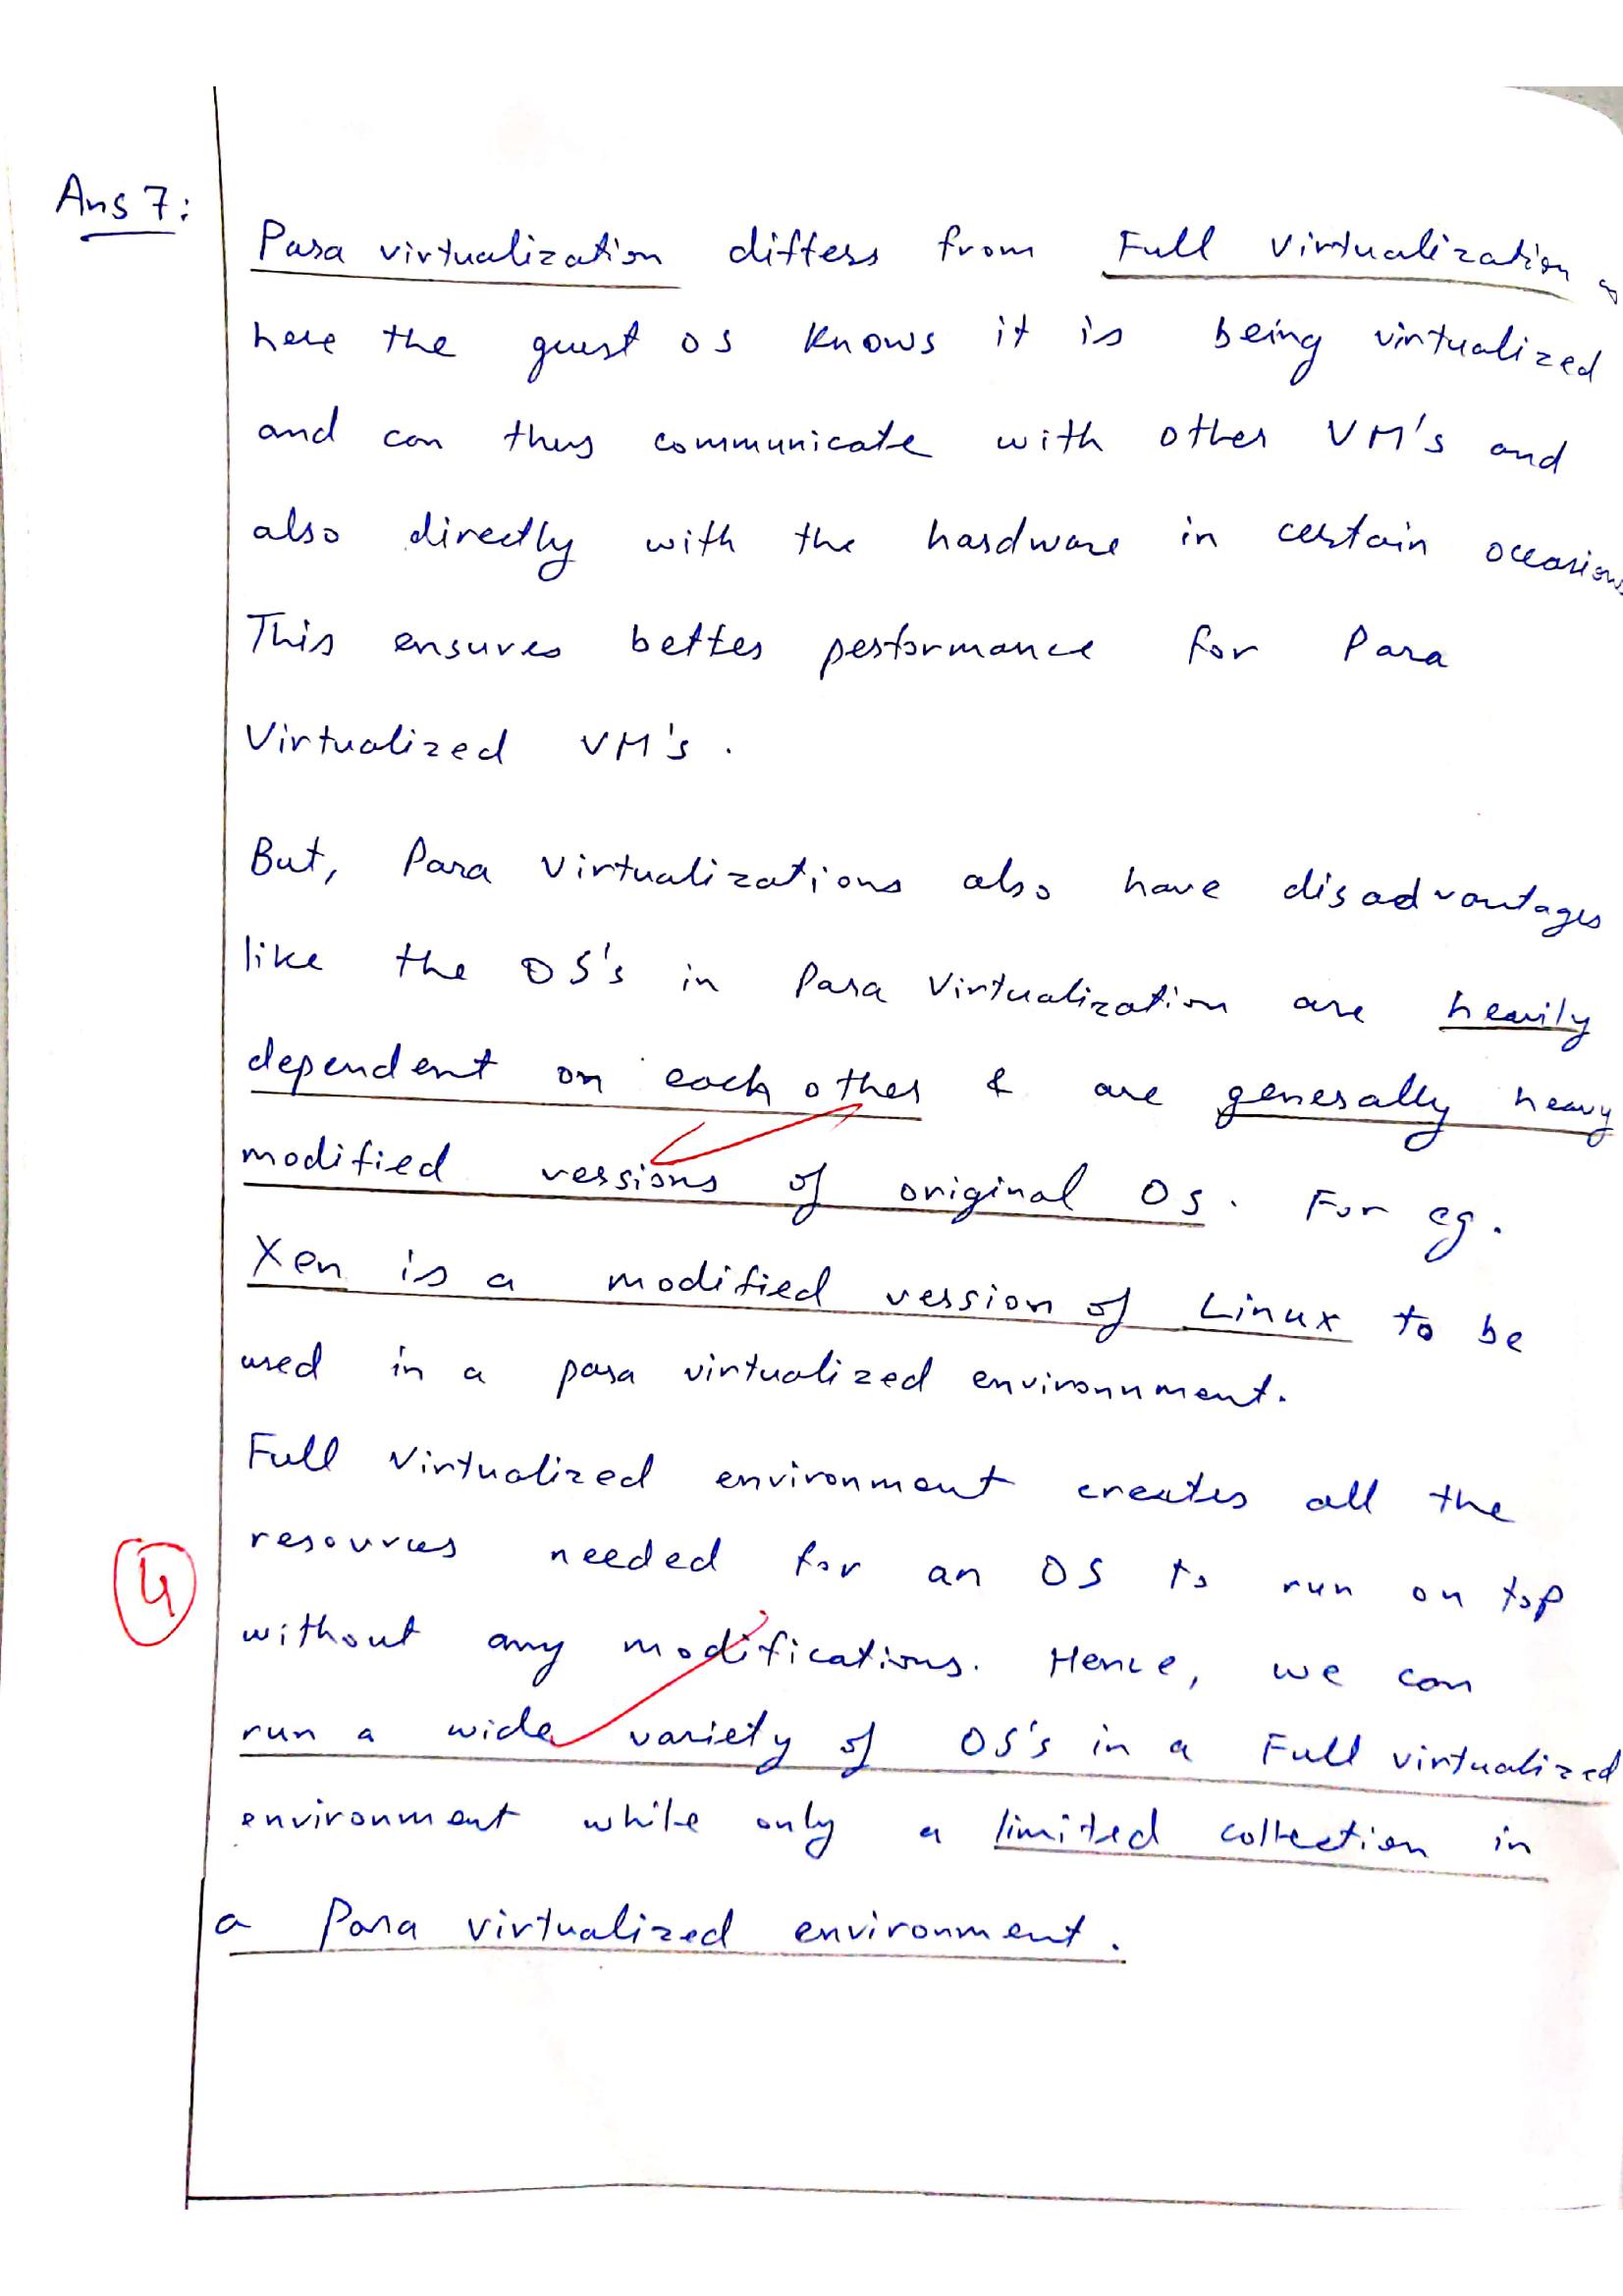 Ans 7:
Para virtualization differs from Full virtualization
here the guest OS knows it is being virtualized
and can thus communicate with other VM's and
also directly with the hardware in certain occasions
This ensures better performance for Para
Virtualized VM's.
But, Para Virtualizations also have disadvantages
like the OS's in Para Virtualization are heavily
dependent on each other & are generally heavy
modified versions of original OS. For eg.
Xen is a modified version of Linux to be
used in a para virtualized environnment.
Full Virtualized environment creates all the
resources needed for an OS to run on top
4
without any modifications. Hence, we can
run a wide variety of OS's in a Full virtualized
environment while only a limited collection in
a Para virtualized environment.